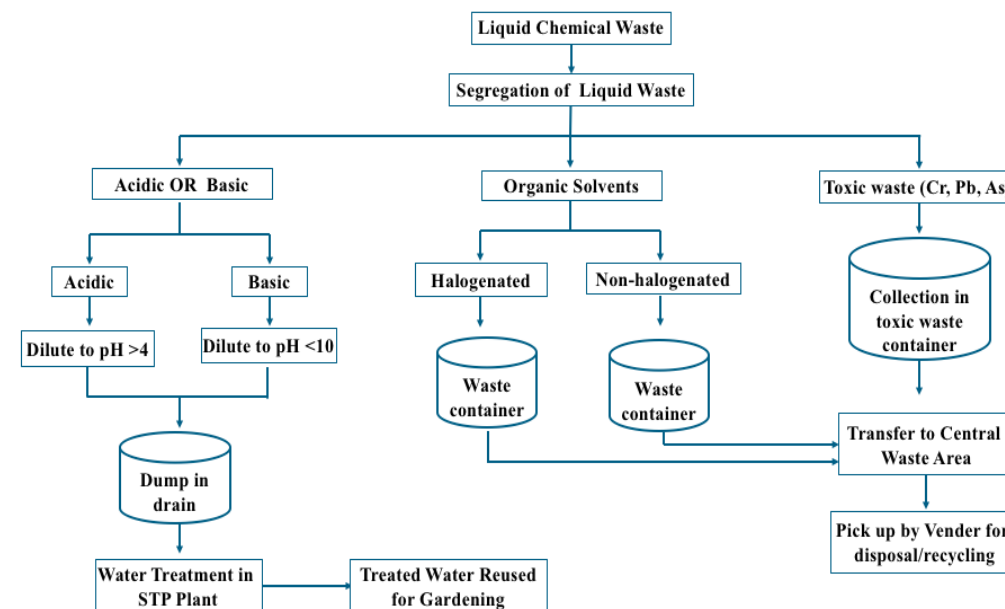 Liquid Chemical Waste
Segregation of Liquid Waste
Acidic OR Basic
Organic Solvents
Toxic waste (Cr, Pb, As
Acidic
Basic
Halogenated
Non-halogenated
Collection in
toxic waste
container
Dilute to pH >4
Dilute to pH <10
Waste
container
Waste
container
Transfer to Central
Waste Area
Dump in
drain
Pick up by Vender for
disposal/recycling
Water Treatment in
STP Plant
Treated Water Reused
for Gardening